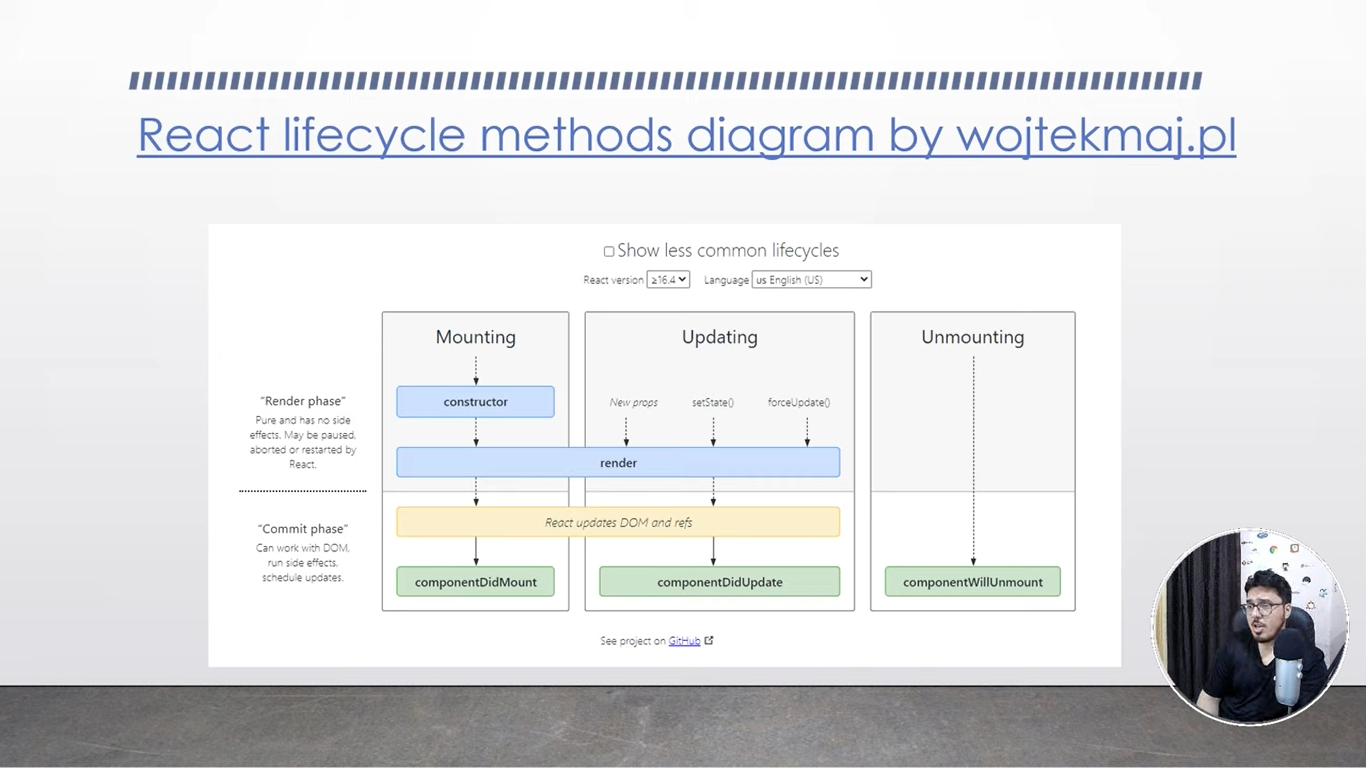 React lifecycle methods diagram by wojtekmaj.pl
Show less common lifecycles
React version ≥16.4 Language us English (US)
Mounting
Updating
Unmounting
"Render phase"
Pure and has no side
effects. May be paused,
aborted or restarted by
React.
constructor
New props
setState()
forceUpdate()
render
"Commit phase"
Can work with DOM,
run side effects,
schedule updates.
React updates DOM and refs
componentDidMount
componentDidUpdate
componentWillUnmount
See project on GitHub